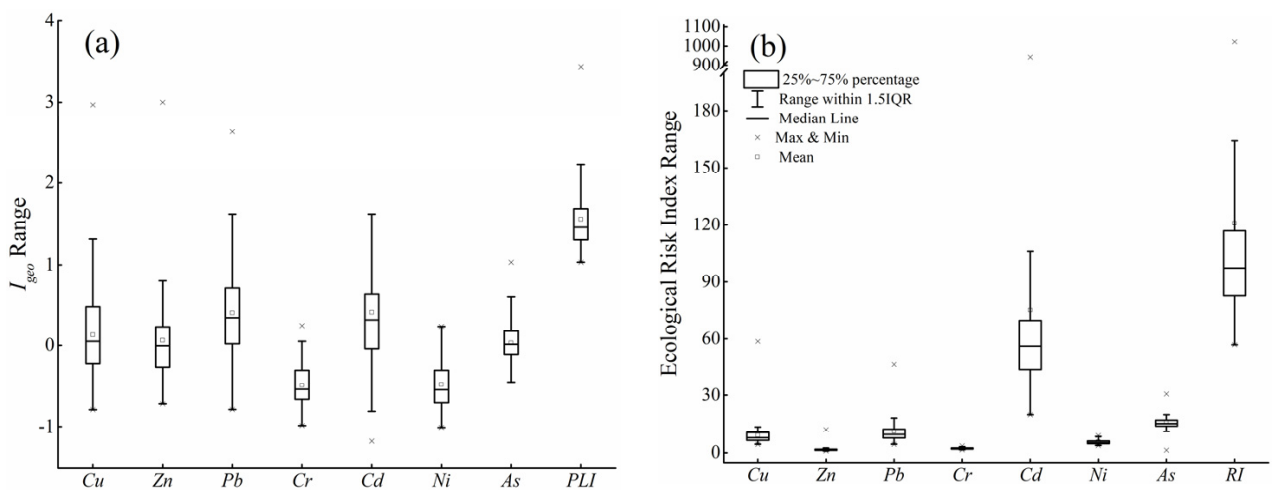 (a)
I_geo Range
4
3
2
1
0
-1
Cu Zn Pb Cr Cd Ni As PLI
(b)
Ecological Risk Index Range
1100
1000
900
180
150
120
90
60
30
0
25%~75% percentage
Range within 1.5IQR
Median Line
Max & Min
Mean
Cu Zn Pb Cr Cd Ni As RI